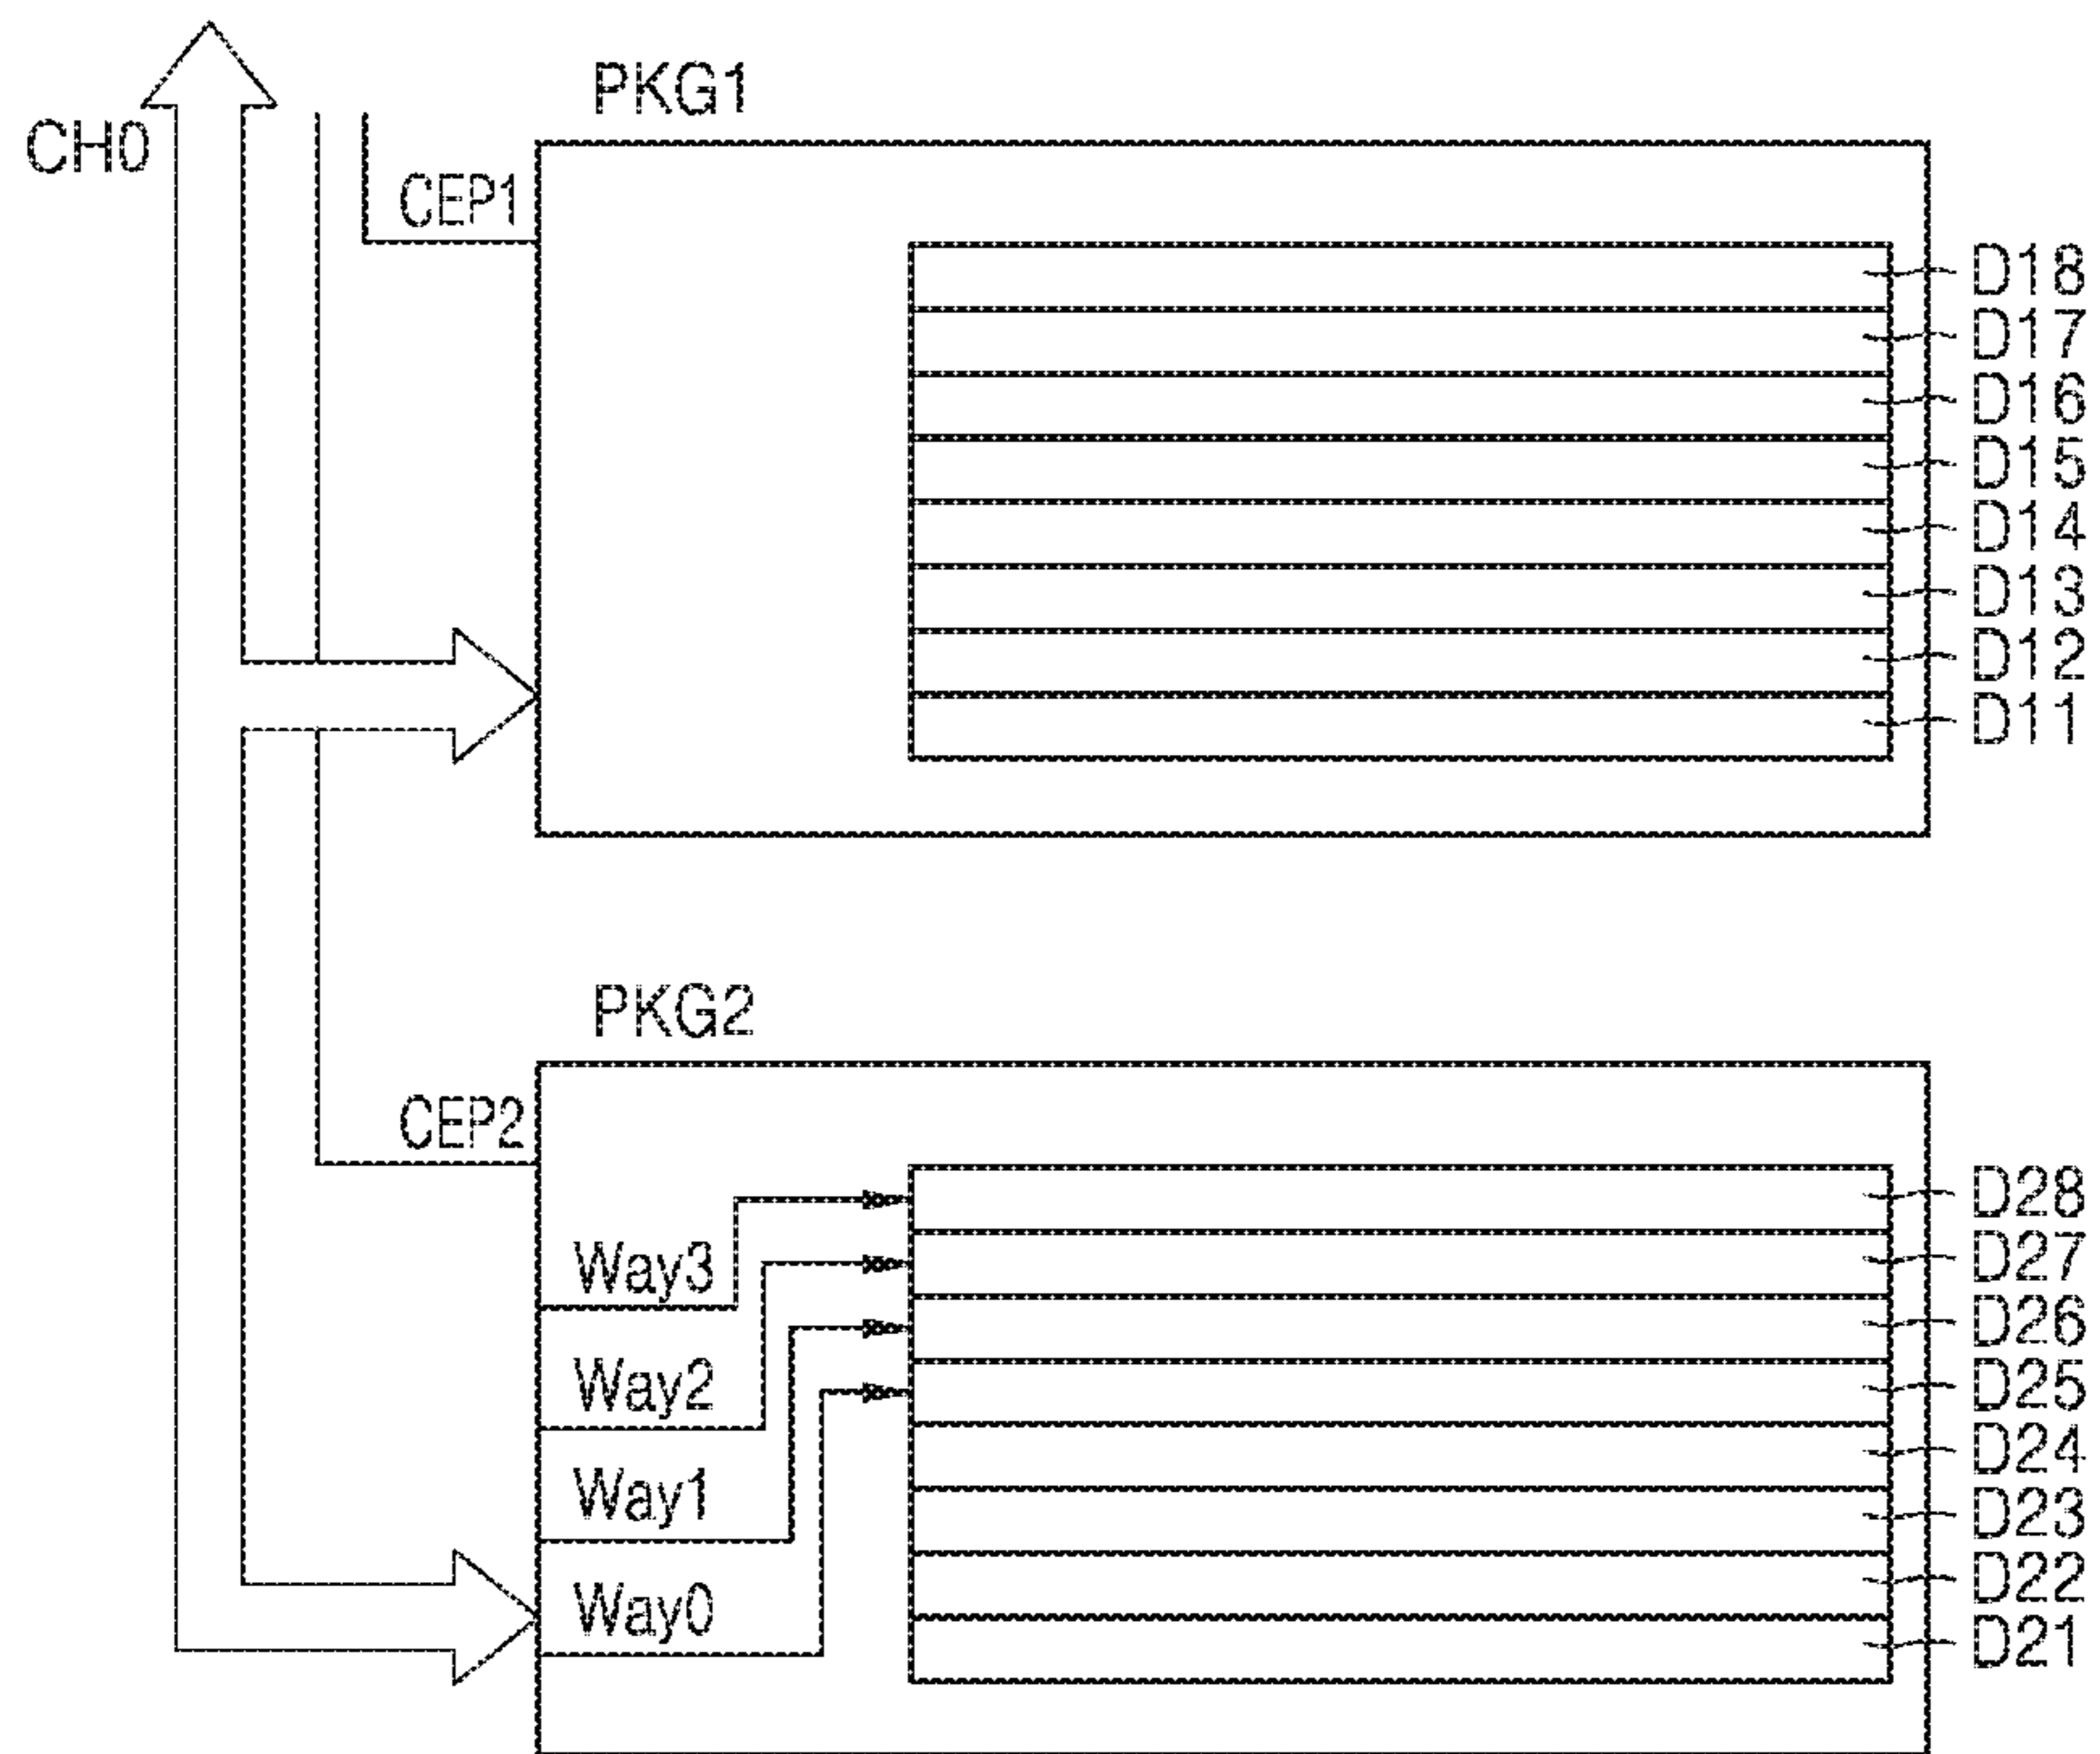 PKG1
CH0
CEP1
D18
D17
D16
D15
D14
D13
D12
D11
PKG2
CEP2
D28
Way3
D27
D26
Way2
D25
D24
Way1
D23
D22
Way0
D21